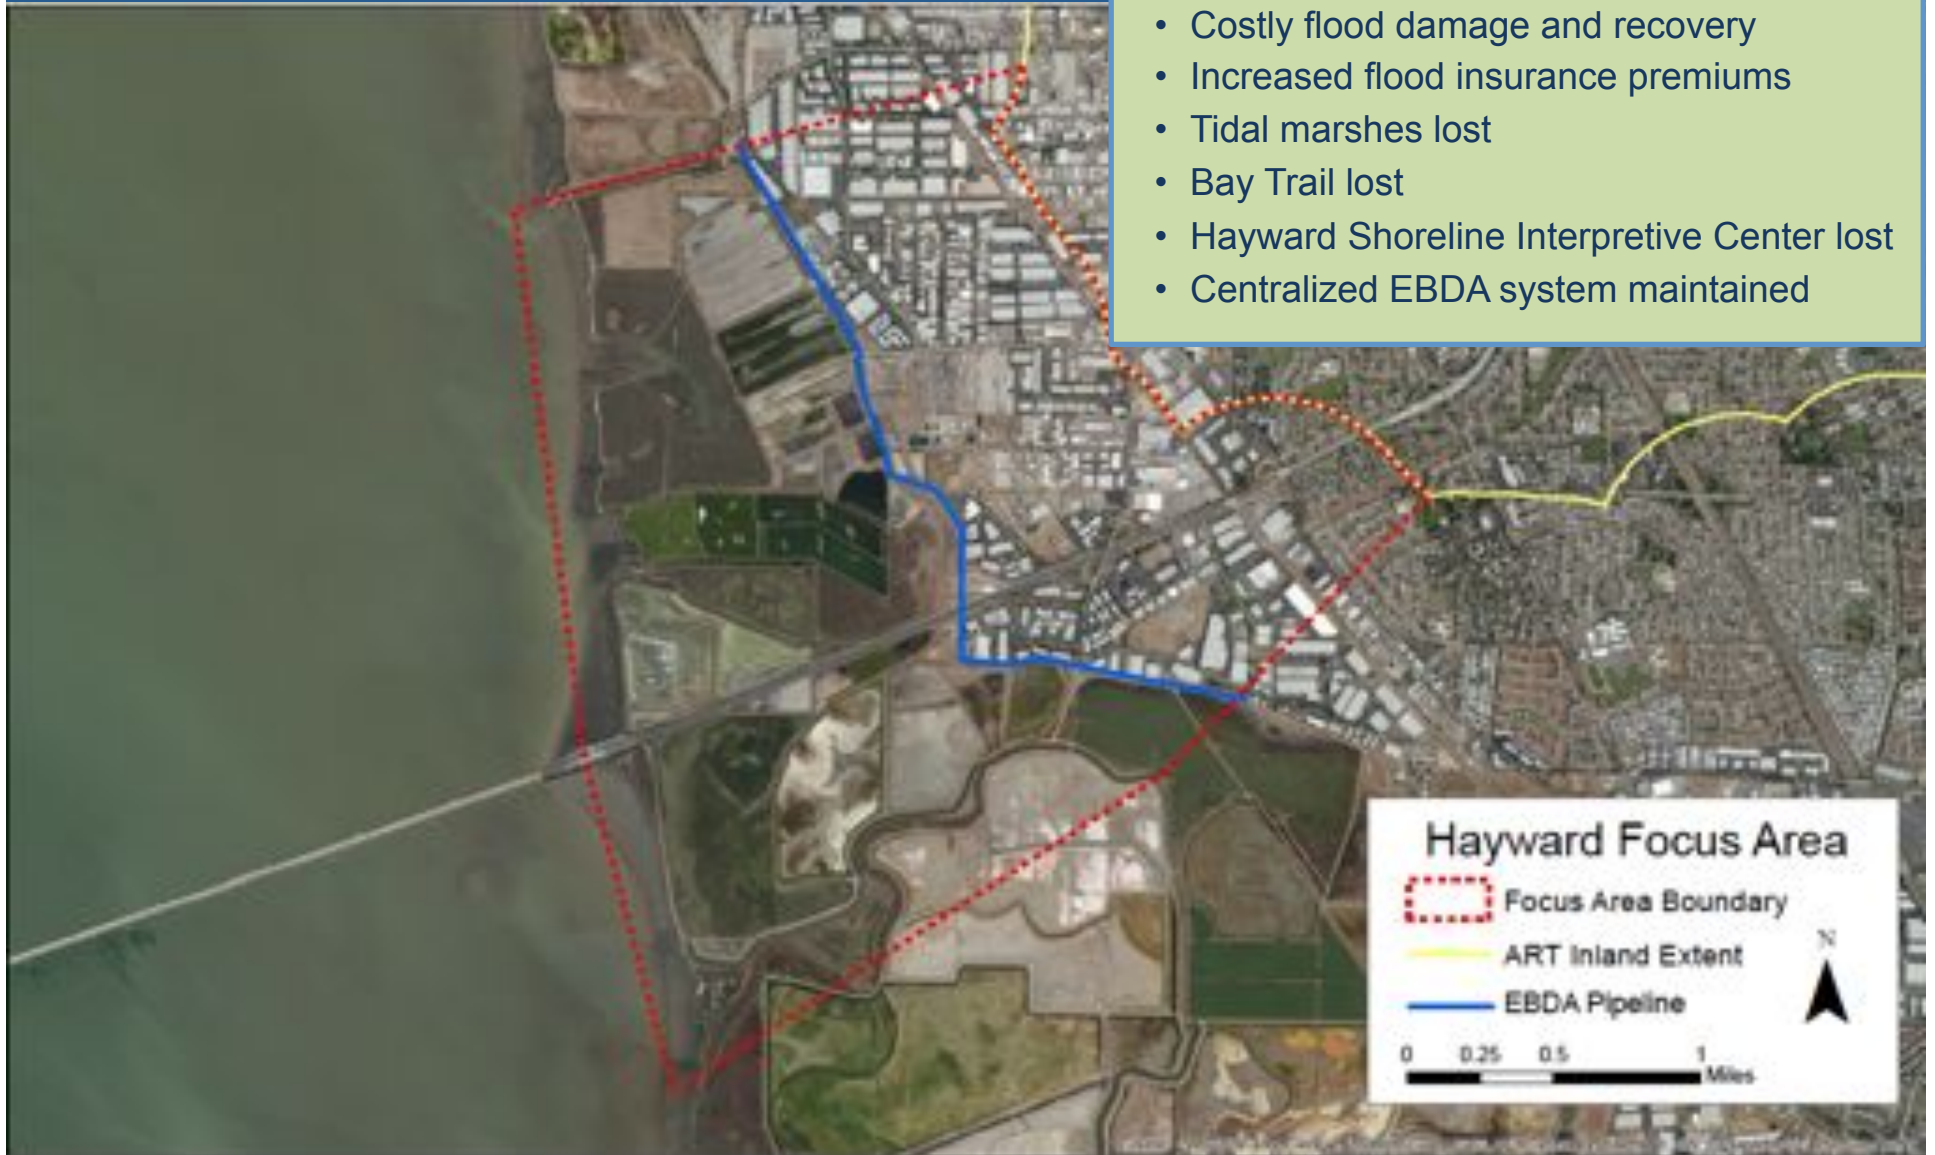 • Costly flood damage and recovery
• Increased flood insurance premiums
• Tidal marshes lost
• Bay Trail lost
• Hayward Shoreline Interpretive Center lost
• Centralized EBDA system maintained
Hayward Focus Area
Focus Area Boundary
N
ART Inland Extent
EBDA Pipeline
0 0.25 0.5 1
Miles